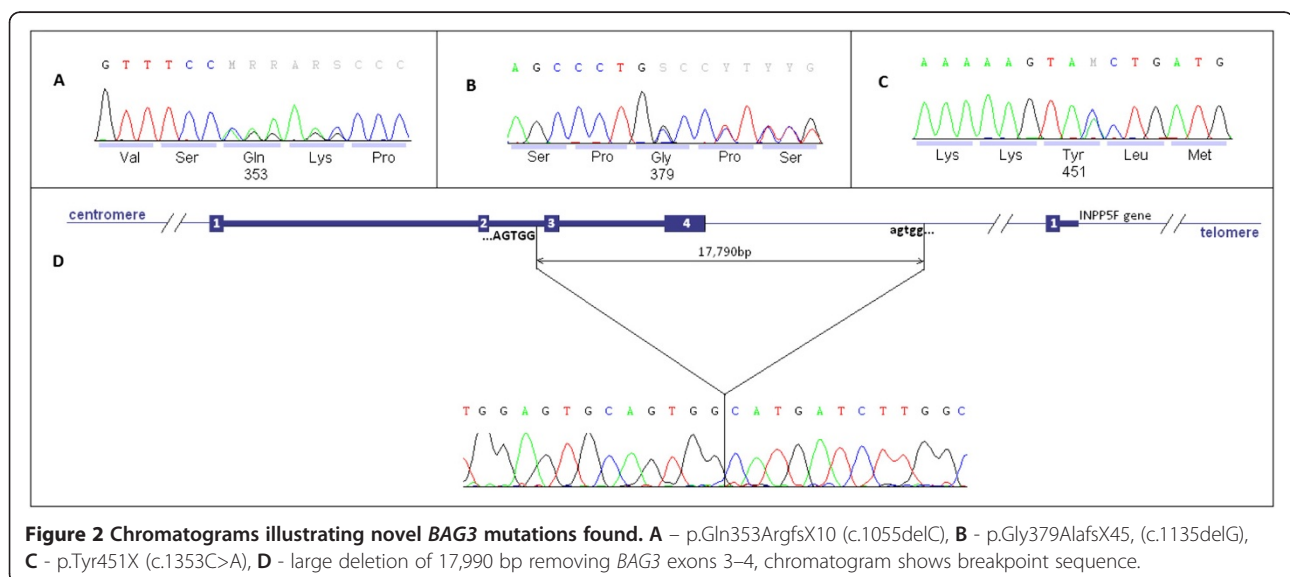 G T T T C C M R R A R S C C C
A
Val Ser Gln Lys Pro
353
A G C C C T G S C C Y T Y Y G
B
Ser Pro Gly Pro Ser
379
A A A A A G T A M C T G A T G
C
Lys Lys Tyr Leu Met
451
centromere 1 2 3 4 1 INPP5F gene telomere
...AGTGG agtgg...
D 17,790bp
T G G A G T G C A G T G G C A T G A T C T T G G C
Figure 2 Chromatograms illustrating novel BAG3 mutations found. A – p.Gln353ArgfsX10 (c.1055delC), B - p.Gly379AlafsX45, (c.1135delG),
C - p.Tyr451X (c.1353C>A), D - large deletion of 17,990 bp removing BAG3 exons 3–4, chromatogram shows breakpoint sequence.